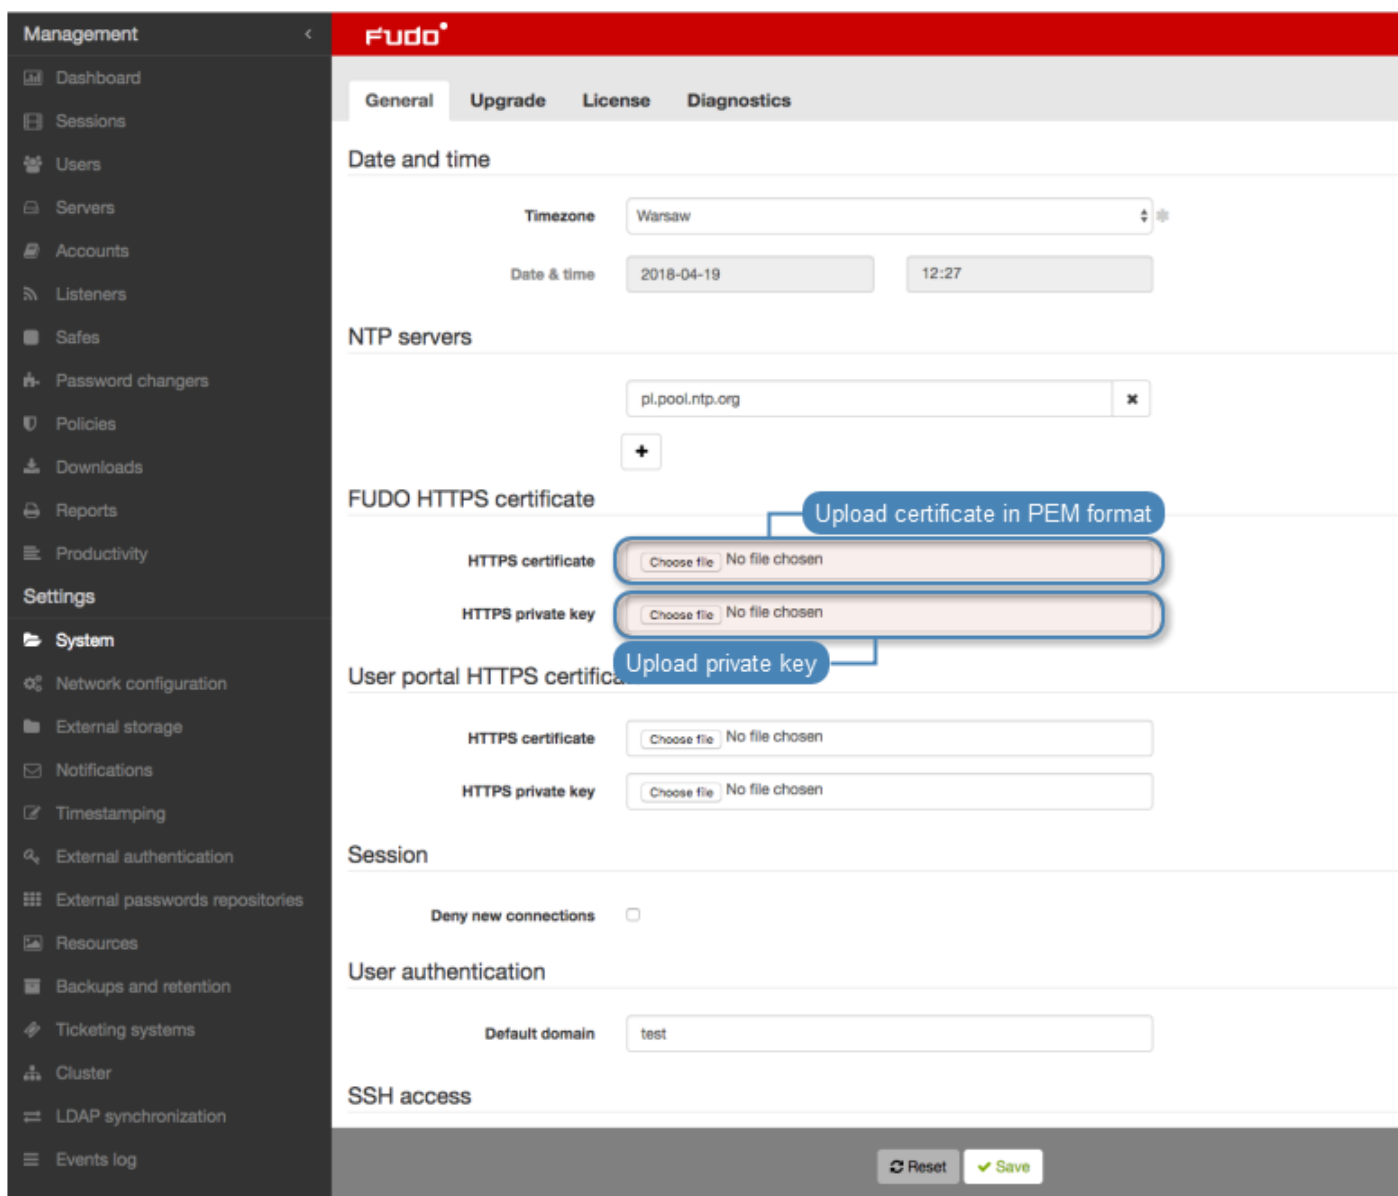 Management
Dashboard
Sessions
Users
Servers
Accounts
Listeners
Safes
Password changers
Policies
Downloads
Reports
Productivity
Settings
System
Network configuration
External storage
Notifications
Timestamping
External authentication
External passwords repositories
Resources
Backups and retention
Ticketing systems
Cluster
LDAP synchronization
Events log
FUDO
General Upgrade License Diagnostics
Date and time
Timezone Warsaw
Date & time 2018-04-19 12:27
NTP servers
pl.pool.ntp.org
FUDO HTTPS certificate
Upload certificate in PEM format
HTTPS certificate Choose file No file chosen
HTTPS private key Choose file No file chosen
Upload private key
User portal HTTPS certifica
HTTPS certificate Choose file No file chosen
HTTPS private key Choose file No file chosen
Session
Deny new connections
User authentication
Default domain test
SSH access
Reset Save